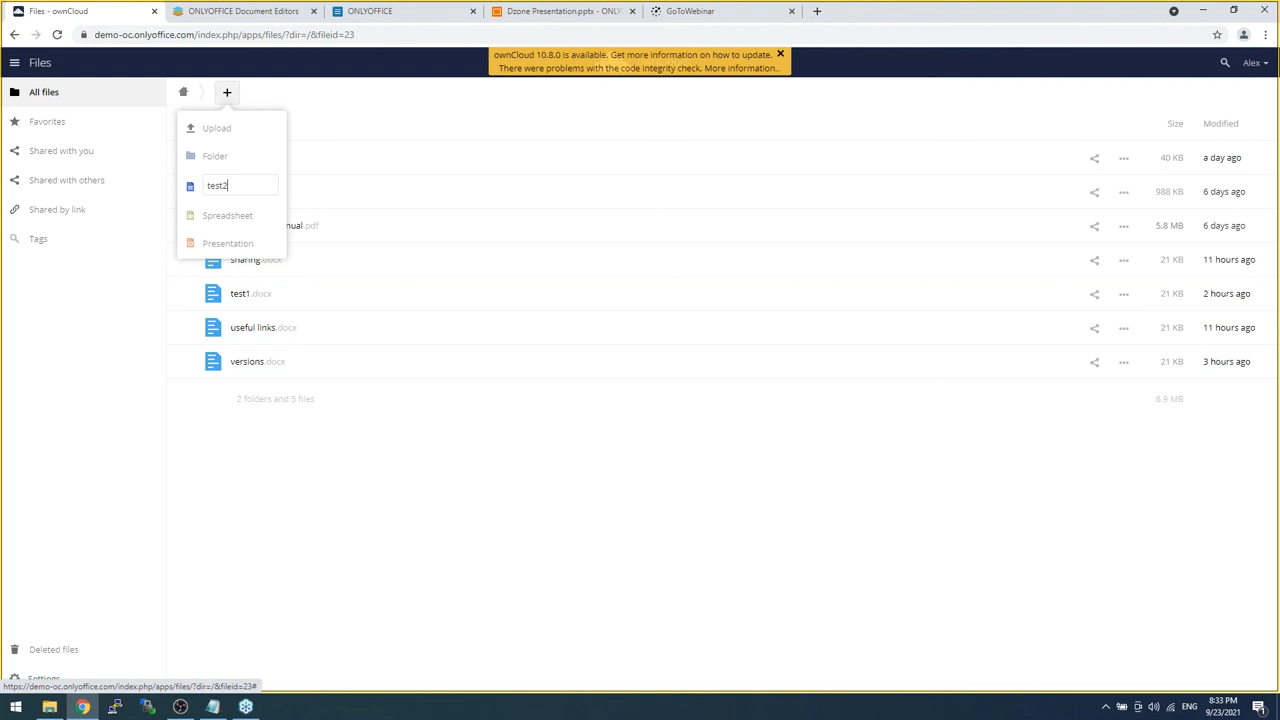 Files - ownCloud
ONLYOFFICE Document Editors
ONLYOFFICE
Dzone Presentation.pptx - ONLY
GoToWebinar
demo-oc.onlyoffice.com/index.php/apps/files/?dir=/&fileid=23
Files
ownCloud 10.8.0 is available. Get more information on how to update.
There were problems with the code integrity check. More information...
Alex
All files
Favorites
Shared with you
Shared with others
Shared by link
Tags
Upload
Folder
test2
Spreadsheet
Presentation
Size
Modified
40 KB
a day ago
988 KB
6 days ago
nual.pdf
5.8 MB
6 days ago
sharing.docx
21 KB
11 hours ago
test1.docx
21 KB
2 hours ago
useful links.docx
21 KB
11 hours ago
versions.docx
21 KB
3 hours ago
2 folders and 5 files
6.9 MB
Deleted files
Settings
https://demo-oc.onlyoffice.com/index.php/apps/files/?dir=/&fileid=23#
ENG
8:33 PM
9/23/2021
1